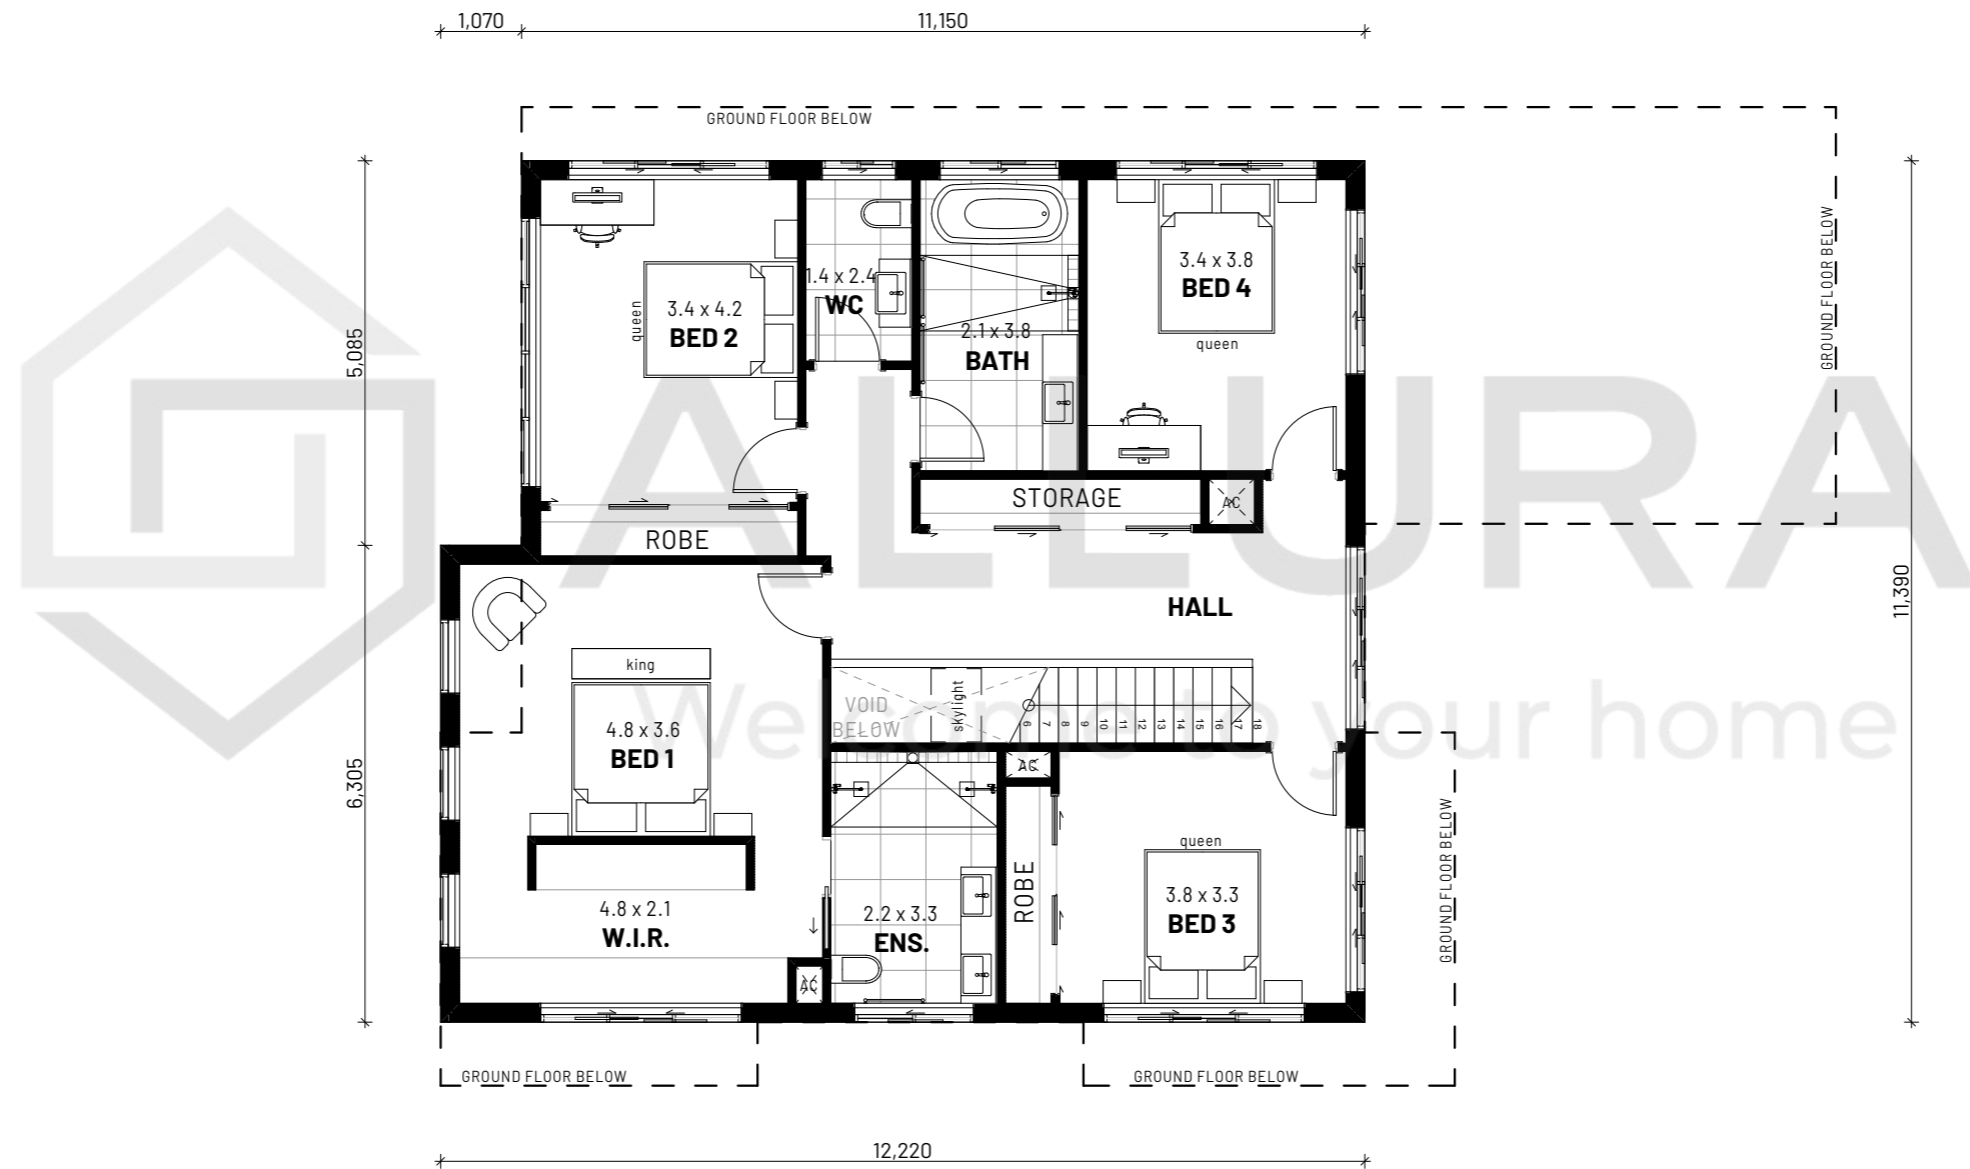 1,070
11,150
GROUND FLOOR BELOW
GROUND FLOOR BELOW
5,085
11,390
6,305
queen
3.4 x 4.2
BED 2
1.4 x 2.4
WC
2.1 x 3.8
BATH
3.4 x 3.8
BED 4
queen
ROBE
STORAGE
AC
ALLURA
Welcome to your home
HALL
king
4.8 x 3.6
BED 1
VOID
BELOW
skylight
6
7
8
9
10
11
12
13
14
15
16
17
18
AC
4.8 x 2.1
W.I.R.
AC
2.2 x 3.3
ENS.
ROBE
queen
3.8 x 3.3
BED 3
GROUND FLOOR BELOW
GROUND FLOOR BELOW
GROUND FLOOR BELOW
12,220